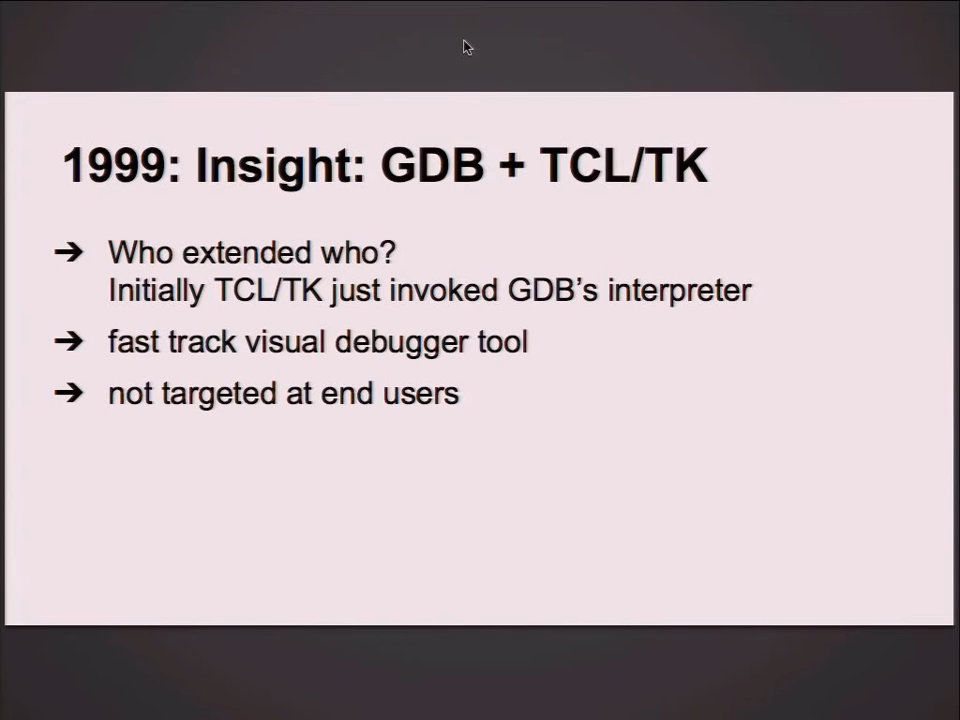 1999: Insight: GDB + TCL/TK
➔ Who extended who?
Initially TCL/TK just invoked GDB’s interpreter
➔ fast track visual debugger tool
➔ not targeted at end users